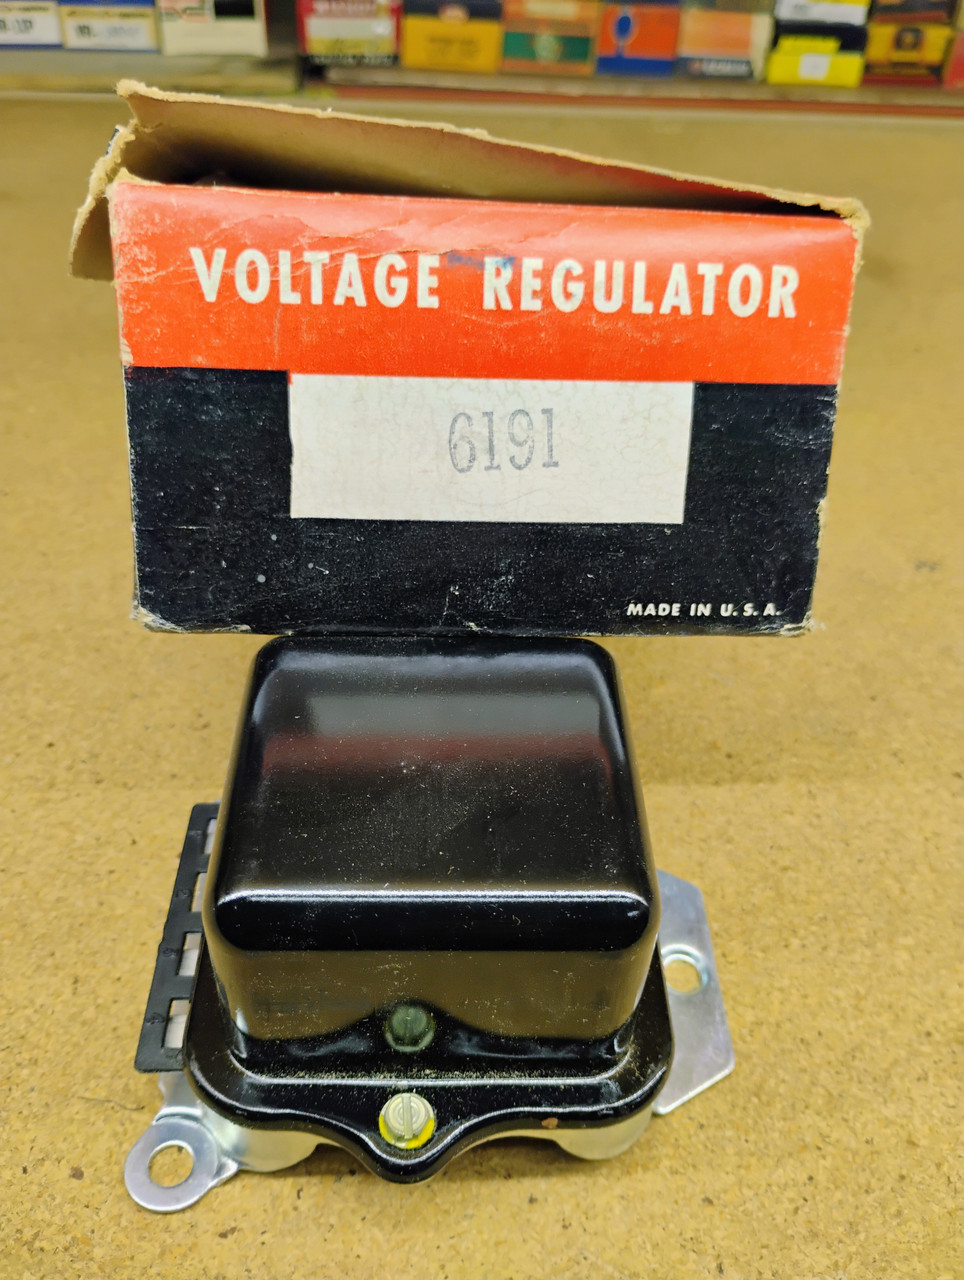 VOLTAGE REGULATOR
6191
MADE IN U.S.A.